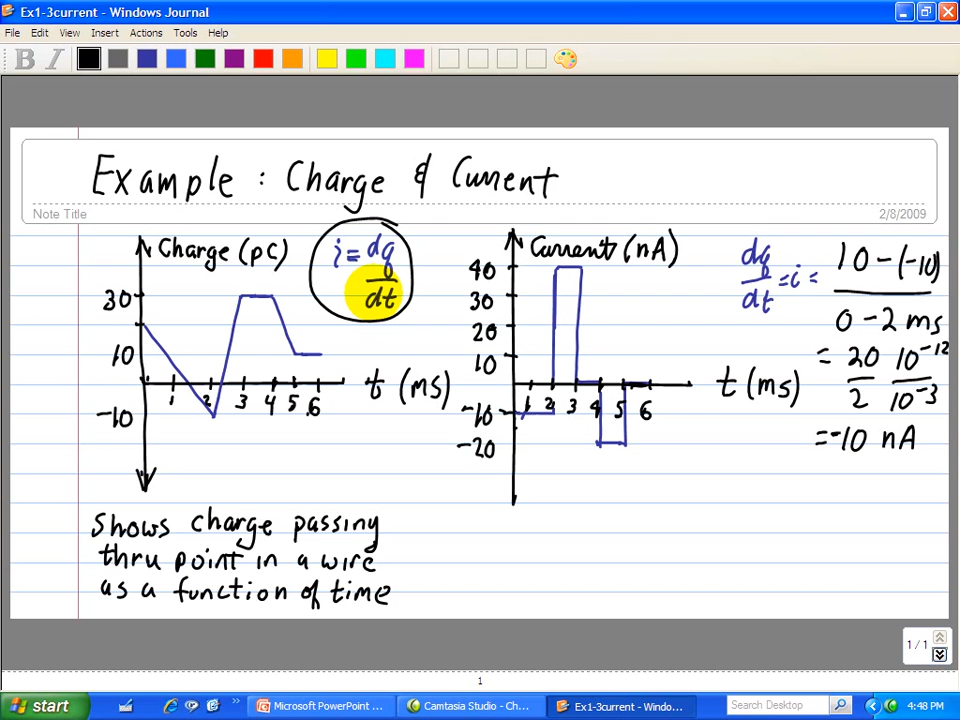 Ex1-3current - Windows Journal
File Edit View Insert Actions Tools Help
B I
Example : Charge & Current
Note Title
2/8/2009
Charge (pC)
30
10
-10
1 2 3 4 5 6
t (ms)
i = dq
dt
Current (nA)
40
30
20
10
-10
-20
1 2 3 4 5 6
t (ms)
dq
dt
= i =
10 - (-10)
0 - 2 ms
= 20 10^-12
2 10^-3
= -10 nA
Shows charge passing
thru point in a wire
as a function of time
1 / 1
1
start
Microsoft PowerPoint ...
Camtasia Studio - Ch...
Ex1-3current - Windo...
Search Desktop
4:48 PM